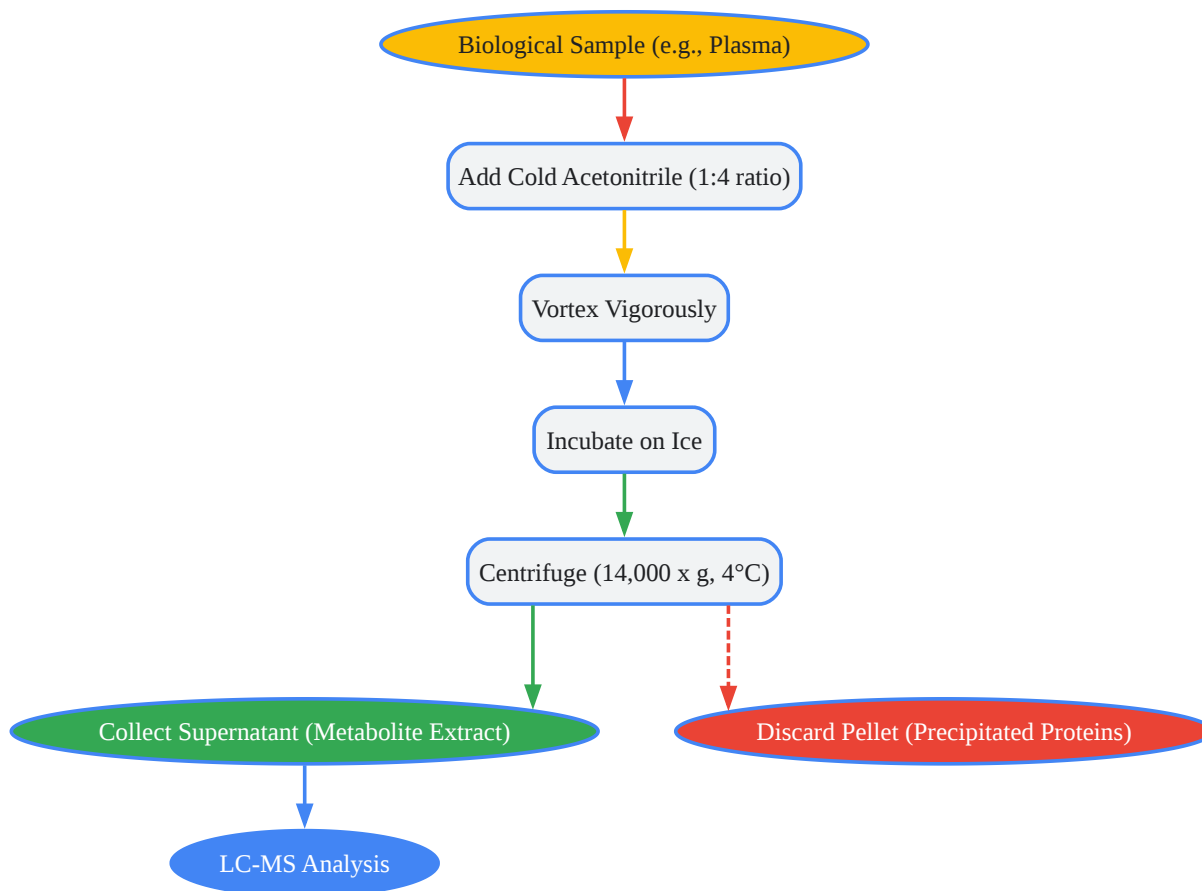 Biological Sample (e.g., Plasma)
Add Cold Acetonitrile (1:4 ratio)
Vortex Vigorously
Incubate on Ice
Centrifuge (14,000 x g, 4°C)
Collect Supernatant (Metabolite Extract)
Discard Pellet (Precipitated Proteins)
LC-MS Analysis